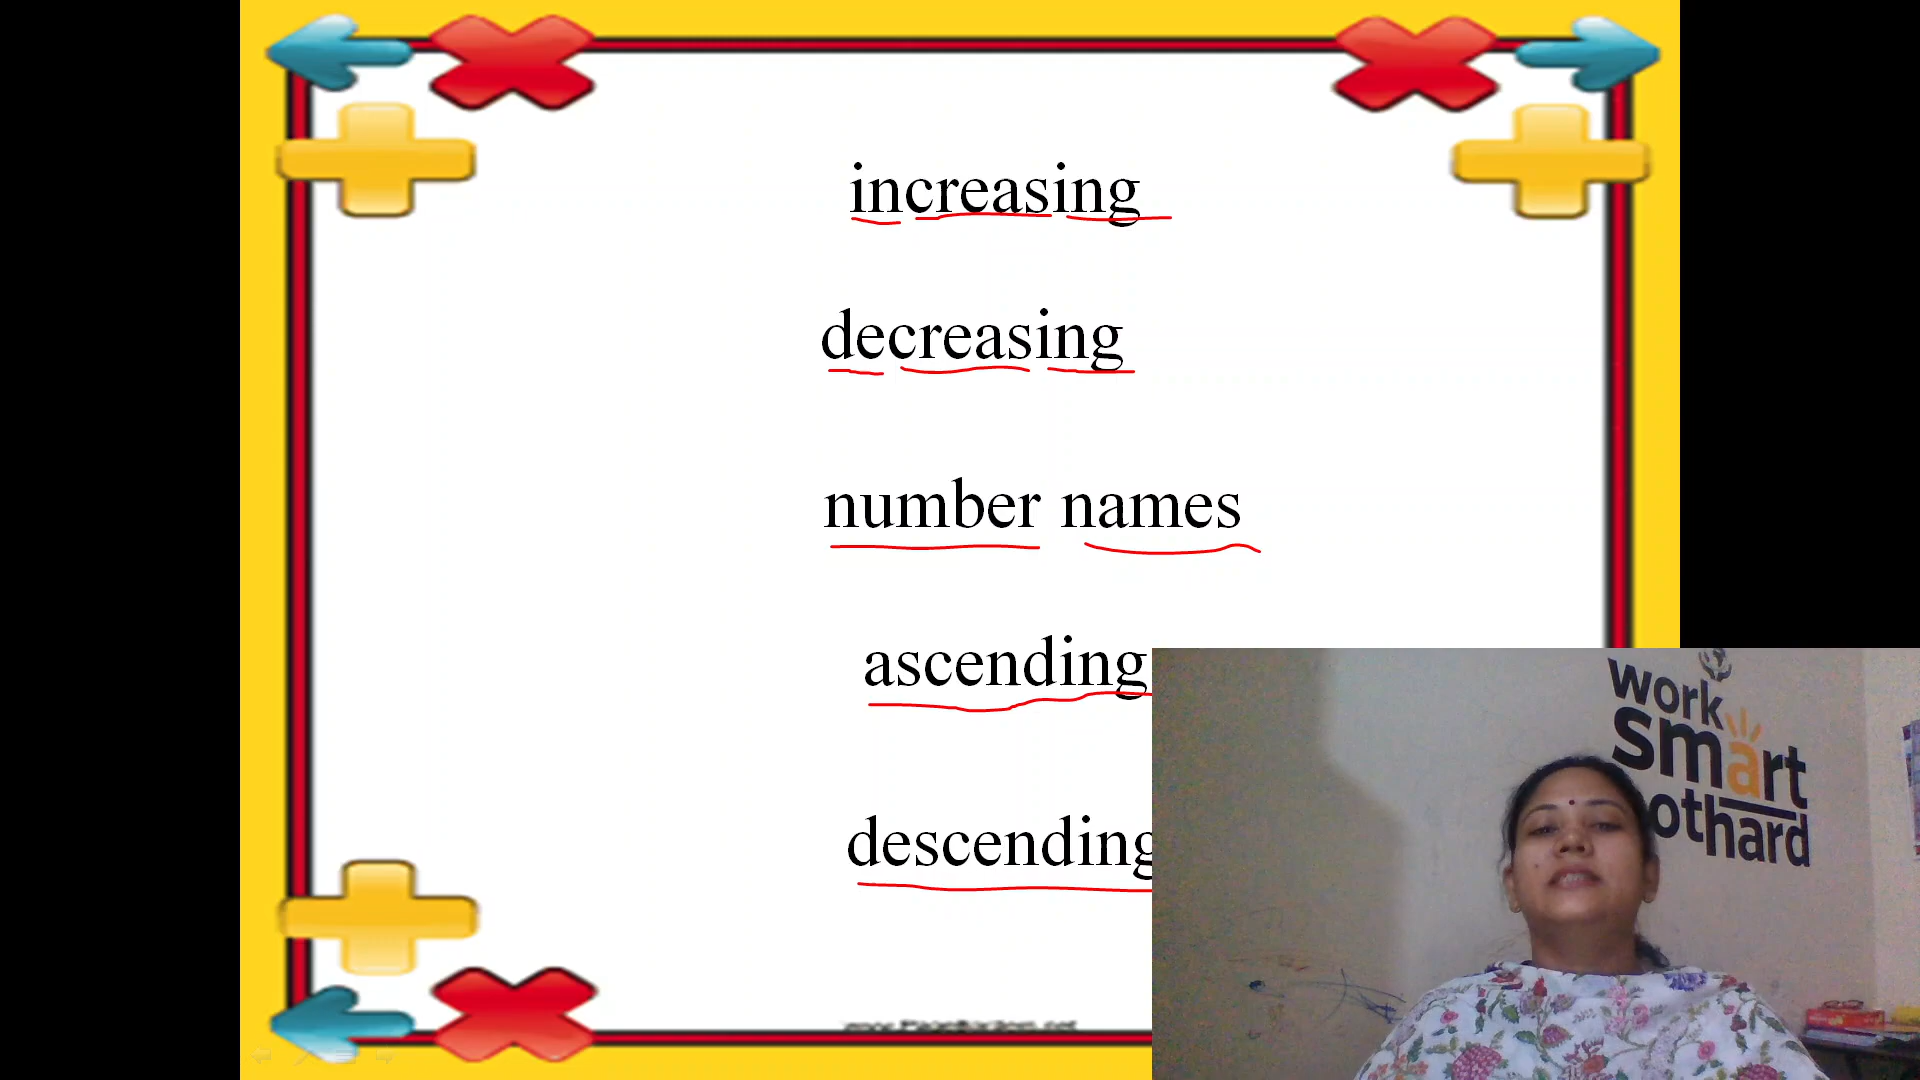 increasing
decreasing
number names
ascending
descending
work
smart
othard